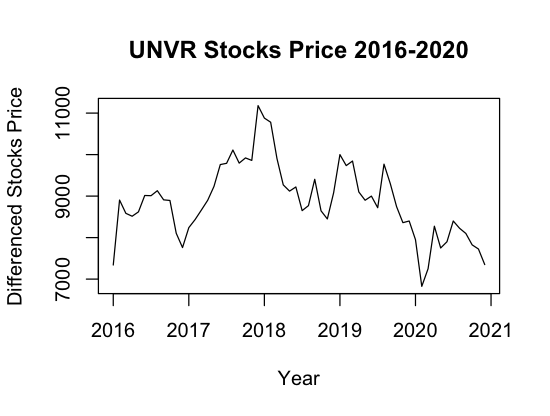 UNVR Stocks Price 2016-2020
Differenced Stocks Price
11000
9000
7000
2016 2017 2018 2019 2020 2021
Year